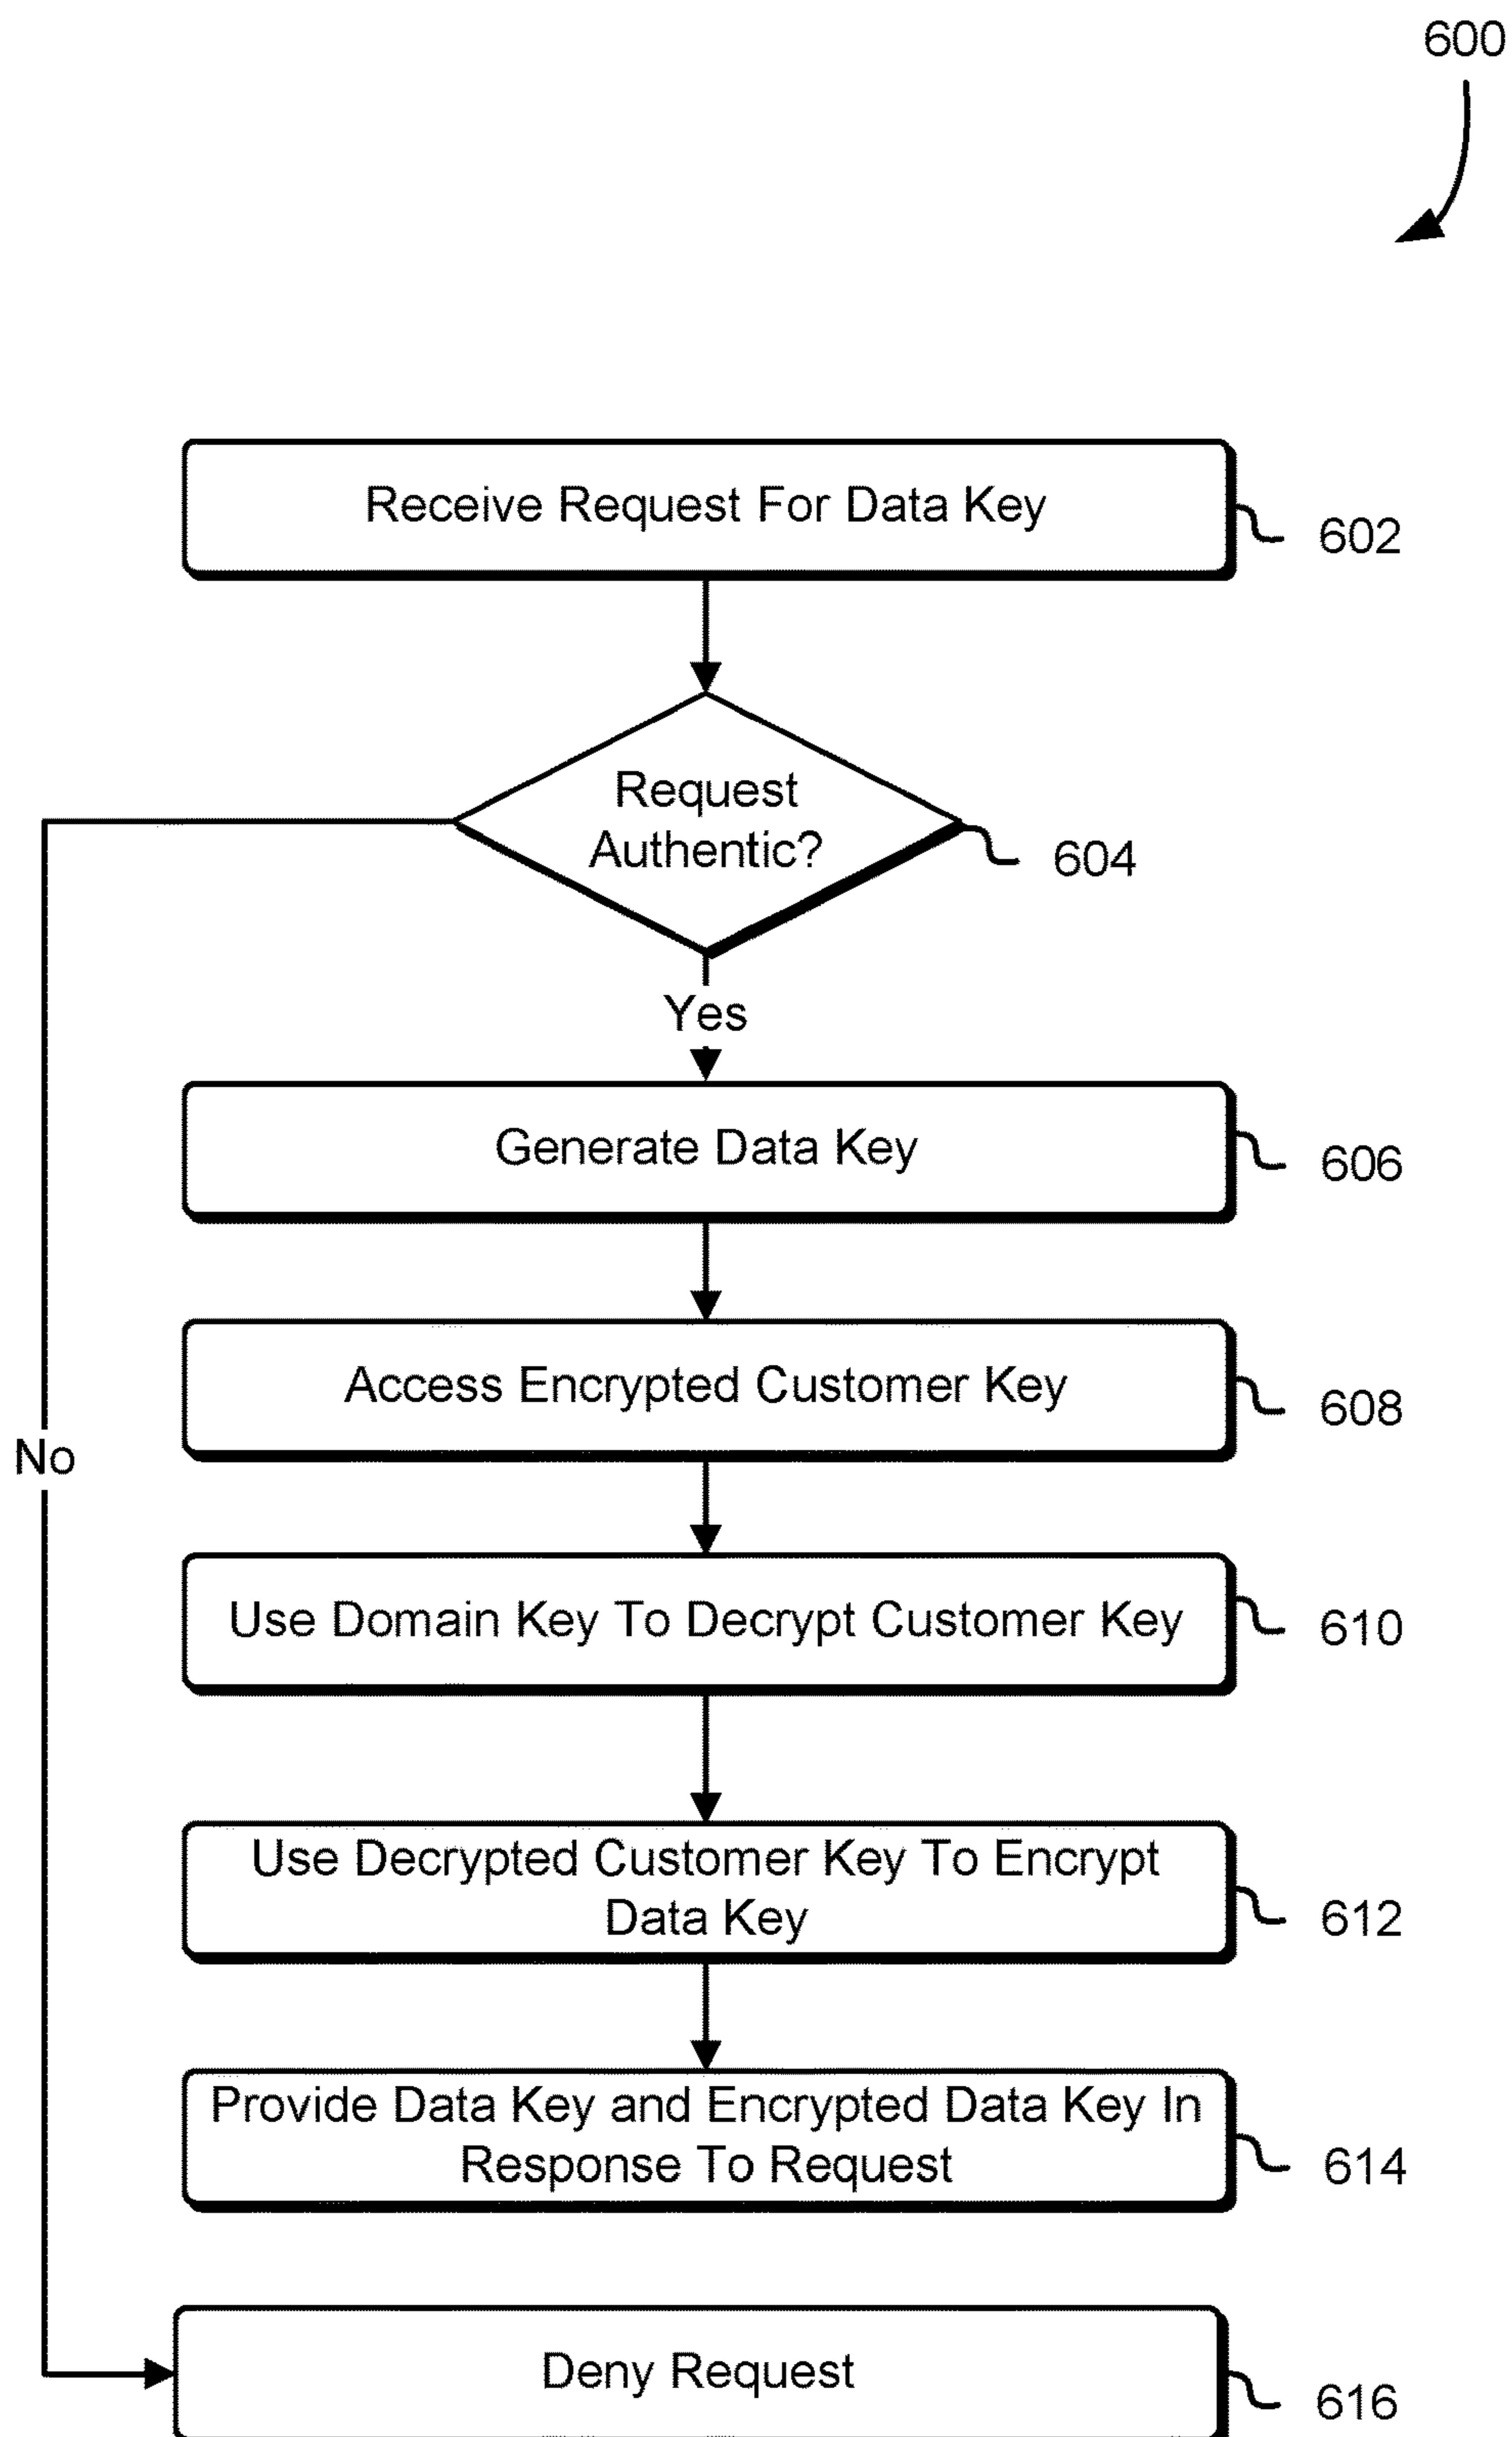 600
Receive Request For Data Key
602
Request
Authentic?
604
Yes
Generate Data Key
606
Access Encrypted Customer Key
608
No
Use Domain Key To Decrypt Customer Key
610
Use Decrypted Customer Key To Encrypt
Data Key
612
Provide Data Key and Encrypted Data Key In
Response To Request
614
Deny Request
616